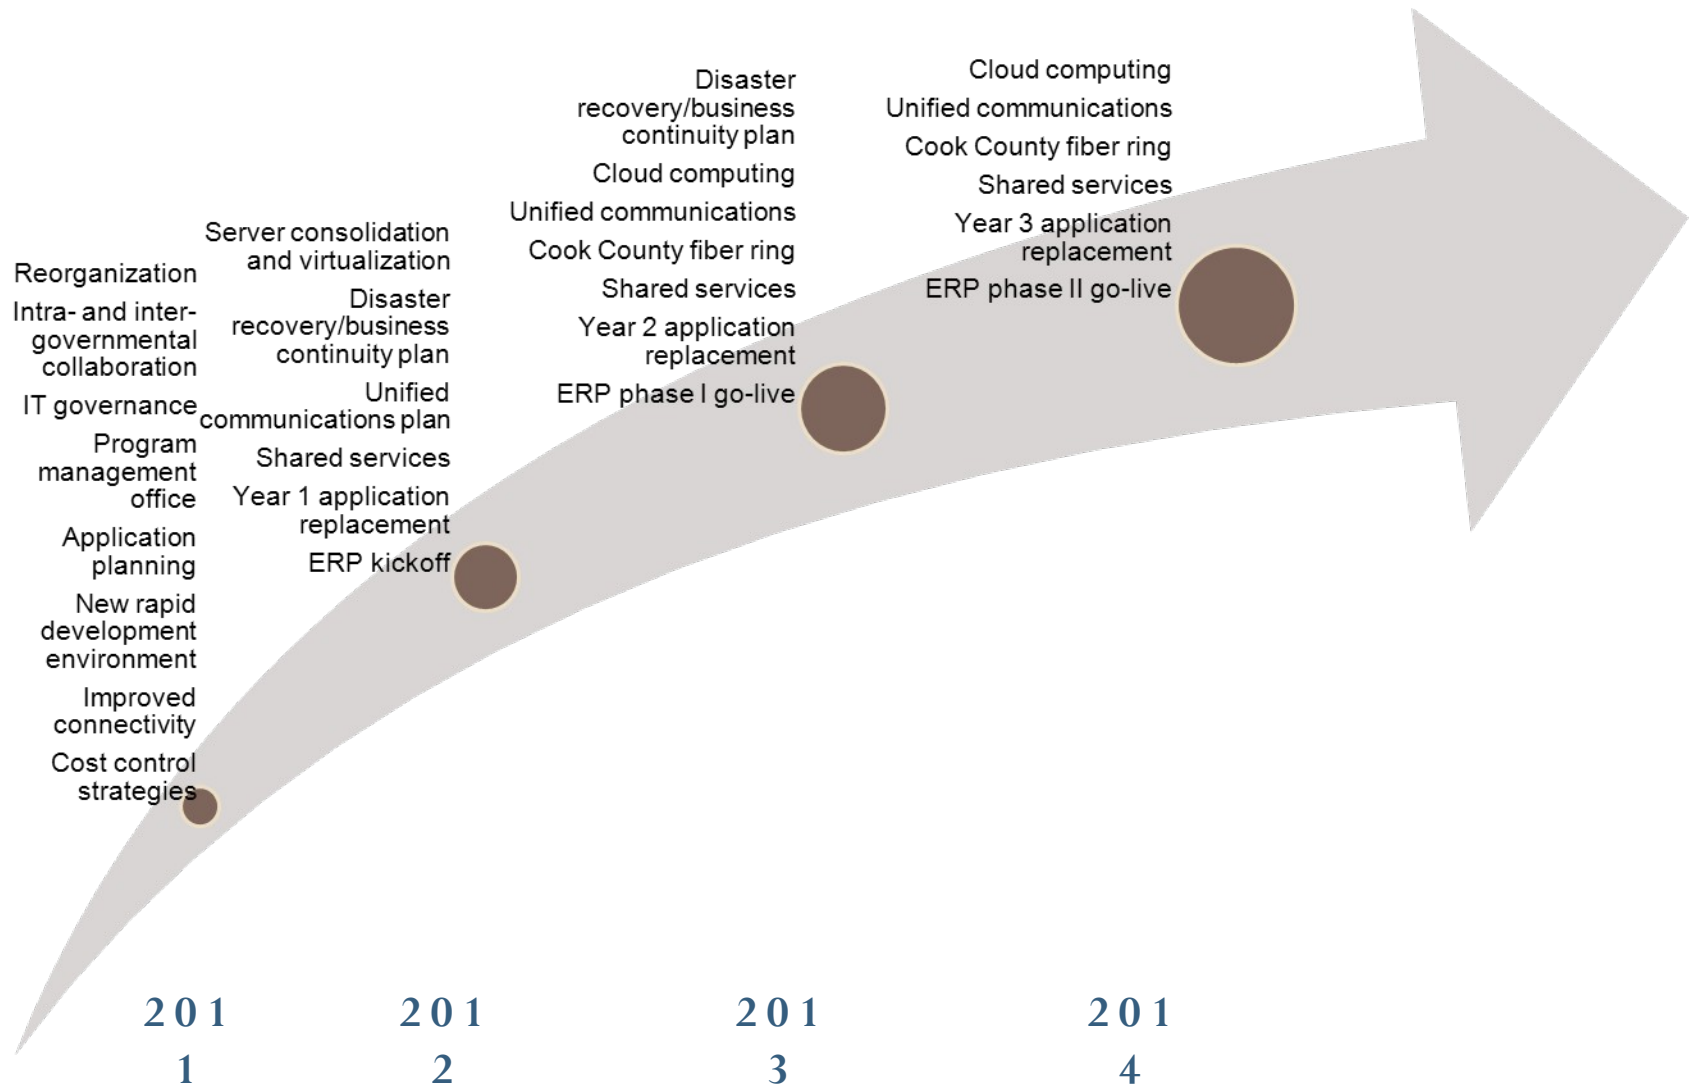 Reorganization
Intra- and inter-
governmental
collaboration
IT governance
Program
management
office
Application
planning
New rapid
development
environment
Improved
connectivity
Cost control
strategies
Server consolidation
and virtualization
Disaster
recovery/business
continuity plan
Unified
communications plan
Shared services
Year 1 application
replacement
ERP kickoff
Disaster
recovery/business
continuity plan
Cloud computing
Unified communications
Cook County fiber ring
Shared services
Year 2 application
replacement
ERP phase I go-live
Cloud computing
Unified communications
Cook County fiber ring
Shared services
Year 3 application
replacement
ERP phase II go-live
201
1
201
2
201
3
201
4